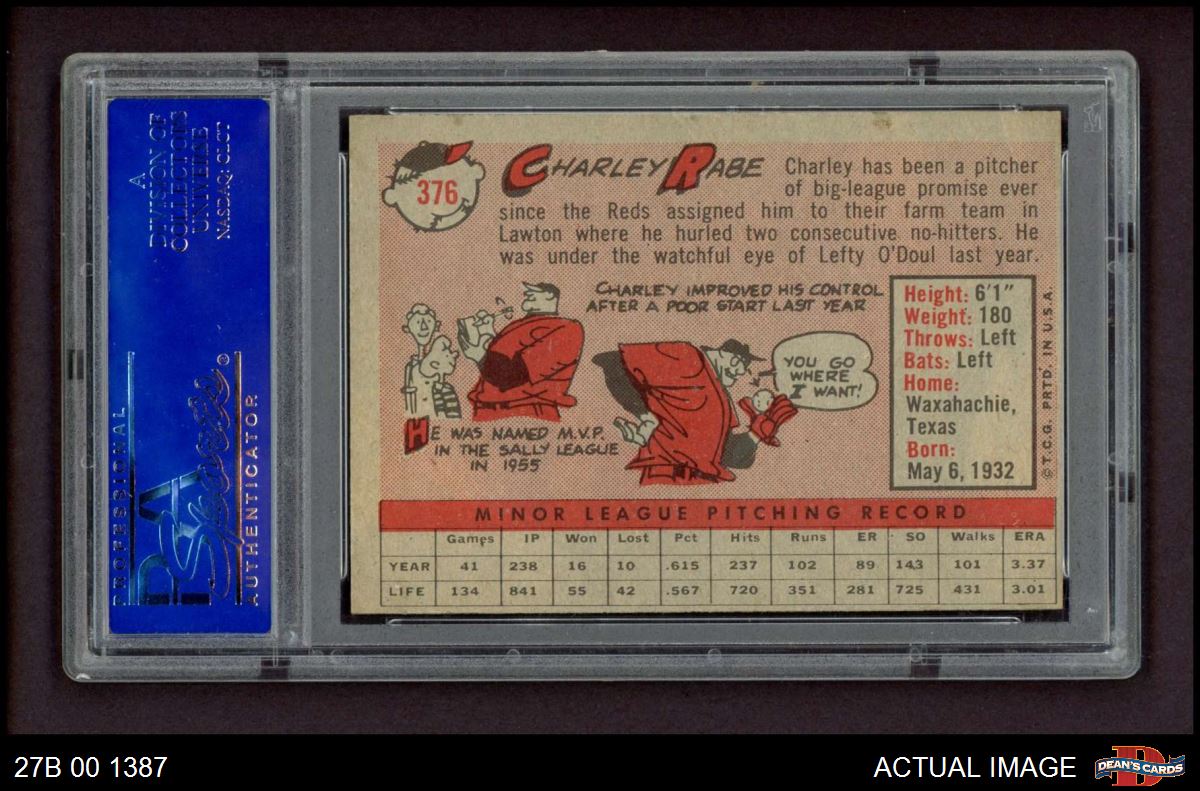 A
DIVISION OF
COLLECTORS
UNIVERSE
NASDAQ: CLCT
PROFESSIONAL
PSA
Sports
AUTHENTICATOR
376
CHARLEY RABE
Charley has been a pitcher
of big-league promise ever
since the Reds assigned him to their farm team in
Lawton where he hurled two consecutive no-hitters. He
was under the watchful eye of Lefty O'Doul last year.
CHARLEY IMPROVED HIS CONTROL
AFTER A POOR START LAST YEAR
YOU GO
WHERE
I WANT!
HE WAS NAMED M.V.P.
IN THE SALLY LEAGUE
IN 1955
Height: 6'1"
Weight: 180
Throws: Left
Bats: Left
Home:
Waxahachie,
Texas
Born:
May 6, 1932
©T.C.G. PRTD. IN U.S.A.
MINOR LEAGUE PITCHING RECORD
Games IP Won Lost Pct Hits Runs ER SO Walks ERA
YEAR 41 238 16 10 .615 237 102 89 143 101 3.37
LIFE 134 841 55 42 .567 720 351 281 725 431 3.01
27B 00 1387
ACTUAL IMAGE
D
DEAN'S CARDS